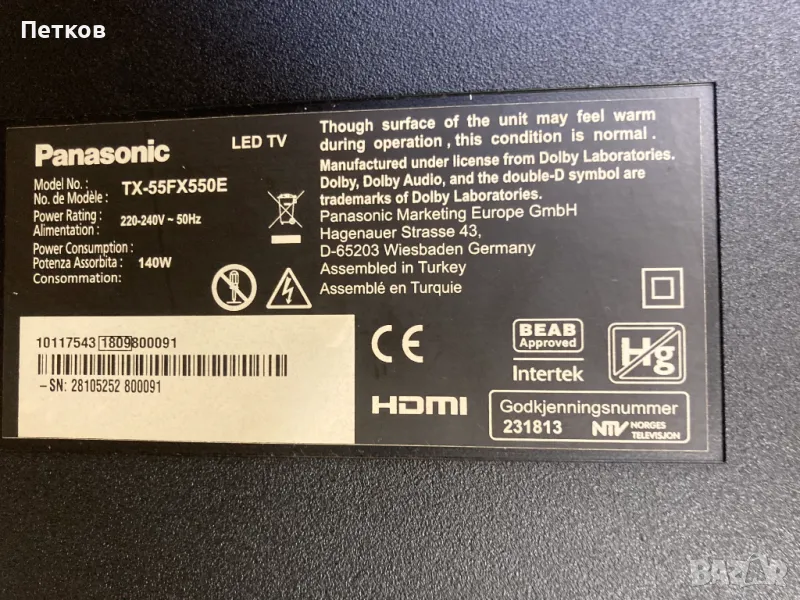 Петков
Panasonic
LED TV
Model No. :
No. de Modèle :
TX-55FX550E
Power Rating :
Alimentation :
220-240V ~ 50Hz
Power Consumption :
Potenza Assorbita :
Consommation:
140W
Though surface of the unit may feel warm
during operation , this condition is normal .
Manufactured under license from Dolby Laboratories.
Dolby, Dolby Audio, and the double-D symbol are
trademarks of Dolby Laboratories.
Panasonic Marketing Europe GmbH
Hagenauer Strasse 43,
D-65203 Wiesbaden Germany
Assembled in Turkey
Assemblé en Turquie
10117543 1809800091
–SN: 28105252 800091
CE
HDMI
BEAB
Approved
Intertek
Hg
Godkjenningsnummer
231813 NTV NORGES
TELEVISJON
BAZAR